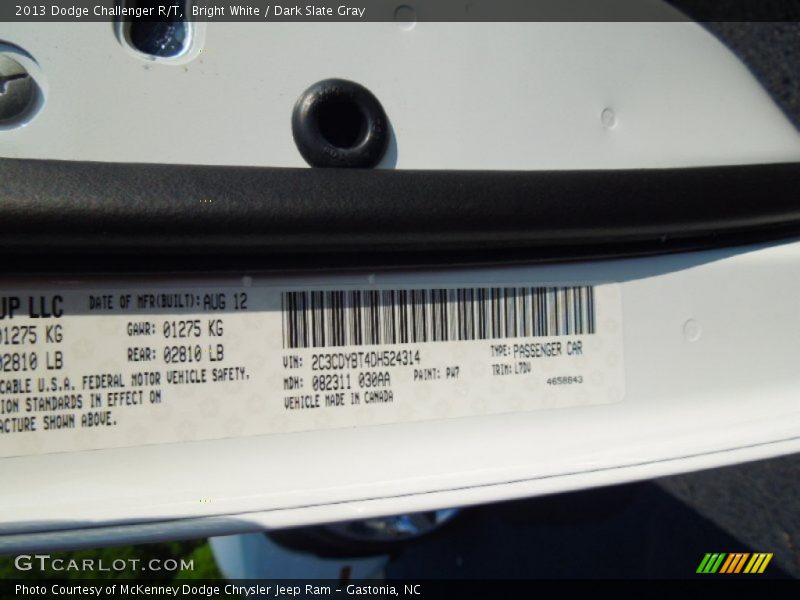 2013 Dodge Challenger R/T, Bright White / Dark Slate Gray
UP LLC DATE OF MFR(BUILT): AUG 12
01275 KG GAWR: 01275 KG
02810 LB REAR: 02810 LB
CABLE U.S.A. FEDERAL MOTOR VEHICLE SAFETY,
ION STANDARDS IN EFFECT ON
ACTURE SHOWN ABOVE.
VIN: 2C3CDYBT4DH524314 TYPE: PASSENGER CAR
MDH: 082311 030AA PAINT: PW7 TRIM: L7DV
VEHICLE MADE IN CANADA 4658643
GTCARLOT.COM
Photo Courtesy of McKenney Dodge Chrysler Jeep Ram - Gastonia, NC